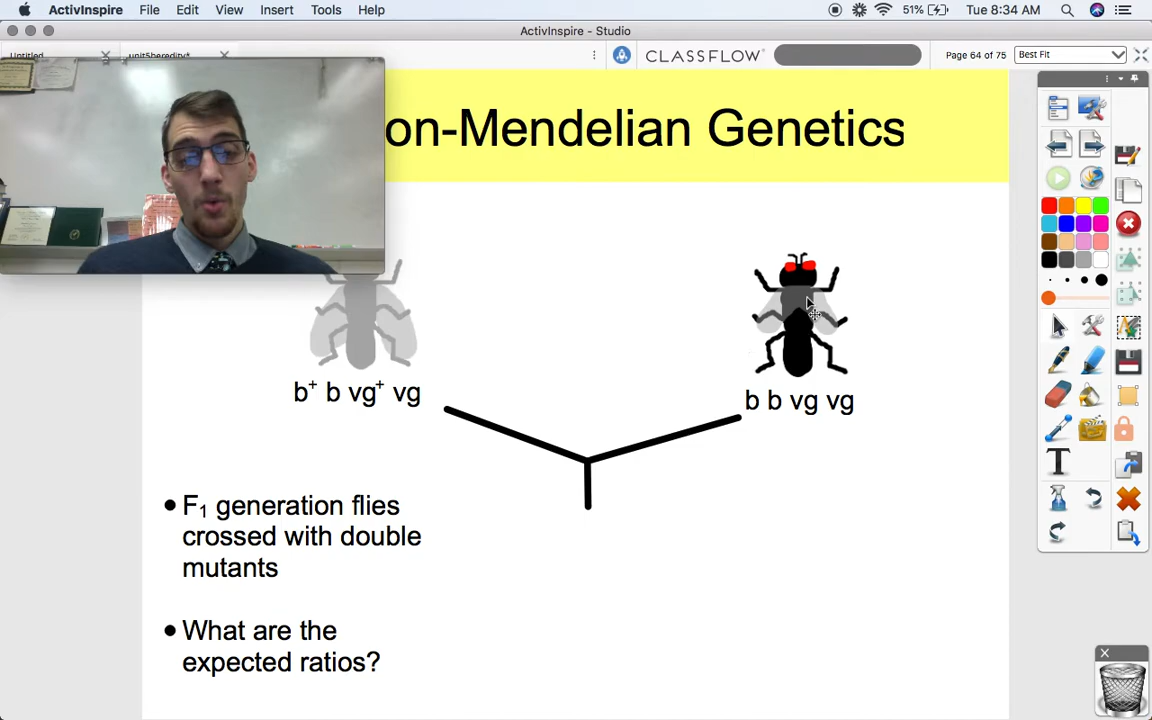 ActivInspire File Edit View Insert Tools Help 51% Tue 8:34 AM
ActivInspire - Studio
Untitled unit5heredity* CLASSFLOW Page 64 of 75 Best Fit
on-Mendelian Genetics
b⁺ b vg⁺ vg
b b vg vg
• F₁ generation flies
crossed with double
mutants
• What are the
expected ratios?